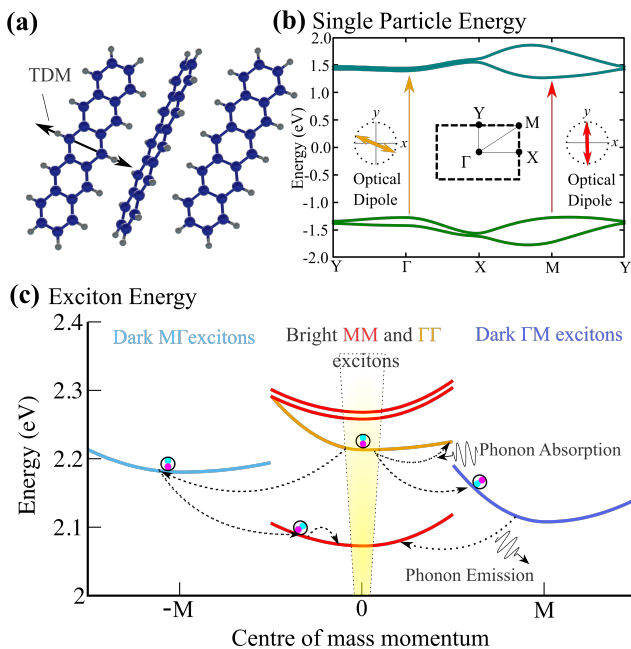 (a)
TDM
(b) Single Particle Energy
Energy (eV)
2.0
1.5
1.0
0.5
0.0
-0.5
-1.0
-1.5
-2.0
Y Γ X M Y
y
x
Optical
Dipole
Y
M
Γ
X
y
x
Optical
Dipole
(c) Exciton Energy
Energy (eV)
2.4
2.3
2.2
2.1
2
Dark MΓexcitons
Bright MM and ΓΓ
excitons
Dark ΓM excitons
Phonon Absorption
Phonon Emission
-M 0 M
Centre of mass momentum